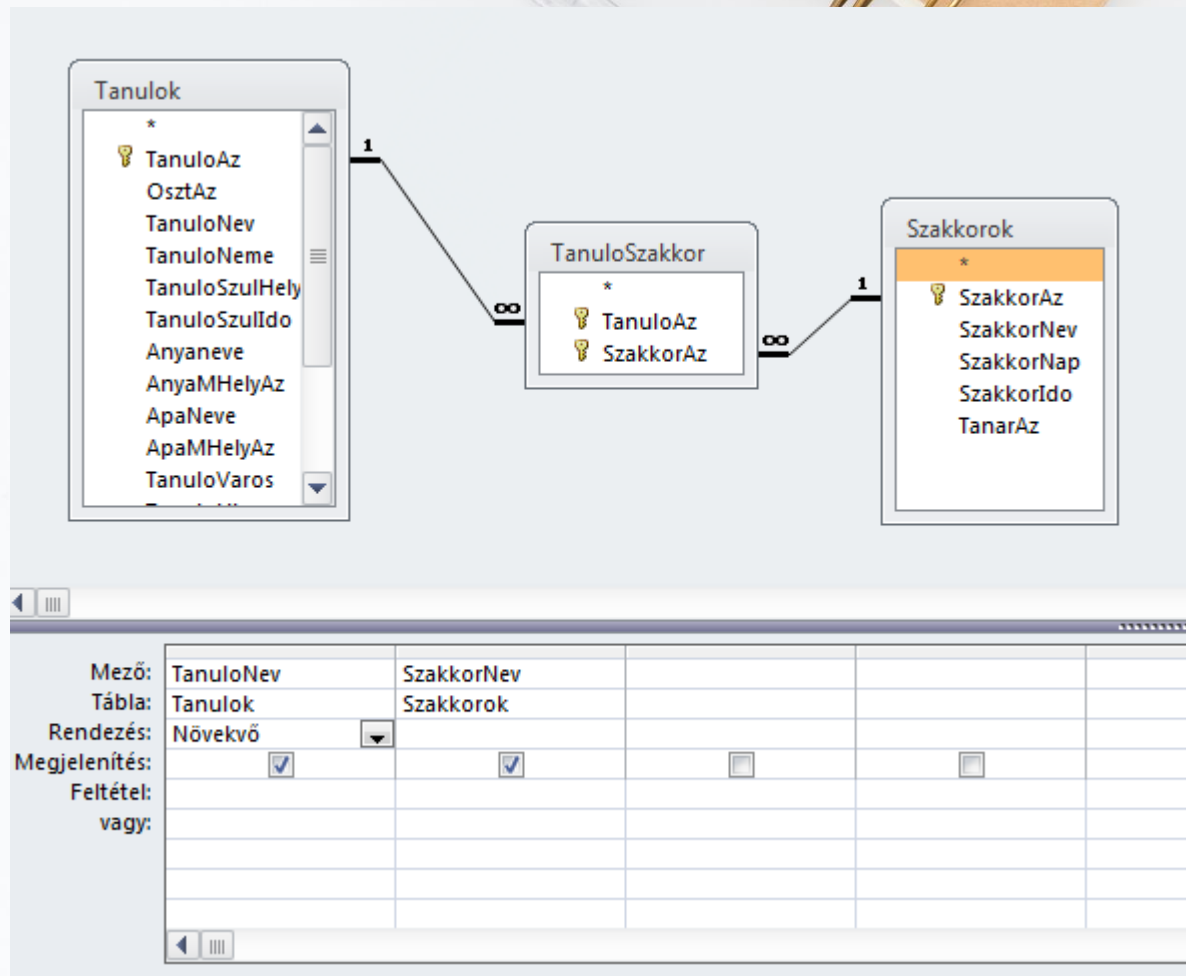 Tanulok
*
TanuloAz
OsztAz
TanuloNev
TanuloNeme
TanuloSzulHely
TanuloSzulIdo
Anyaneve
AnyaMHelyAz
ApaNeve
ApaMHelyAz
TanuloVaros
1
∞
TanuloSzakkor
*
TanuloAz
SzakkorAz
1
∞
Szakkorok
*
SzakkorAz
SzakkorNev
SzakkorNap
SzakkorIdo
TanarAz
Mező: TanuloNev SzakkorNev
Tábla: Tanulok Szakkorok
Rendezés: Növekvő
Megjelenítés:
Feltétel:
vagy: